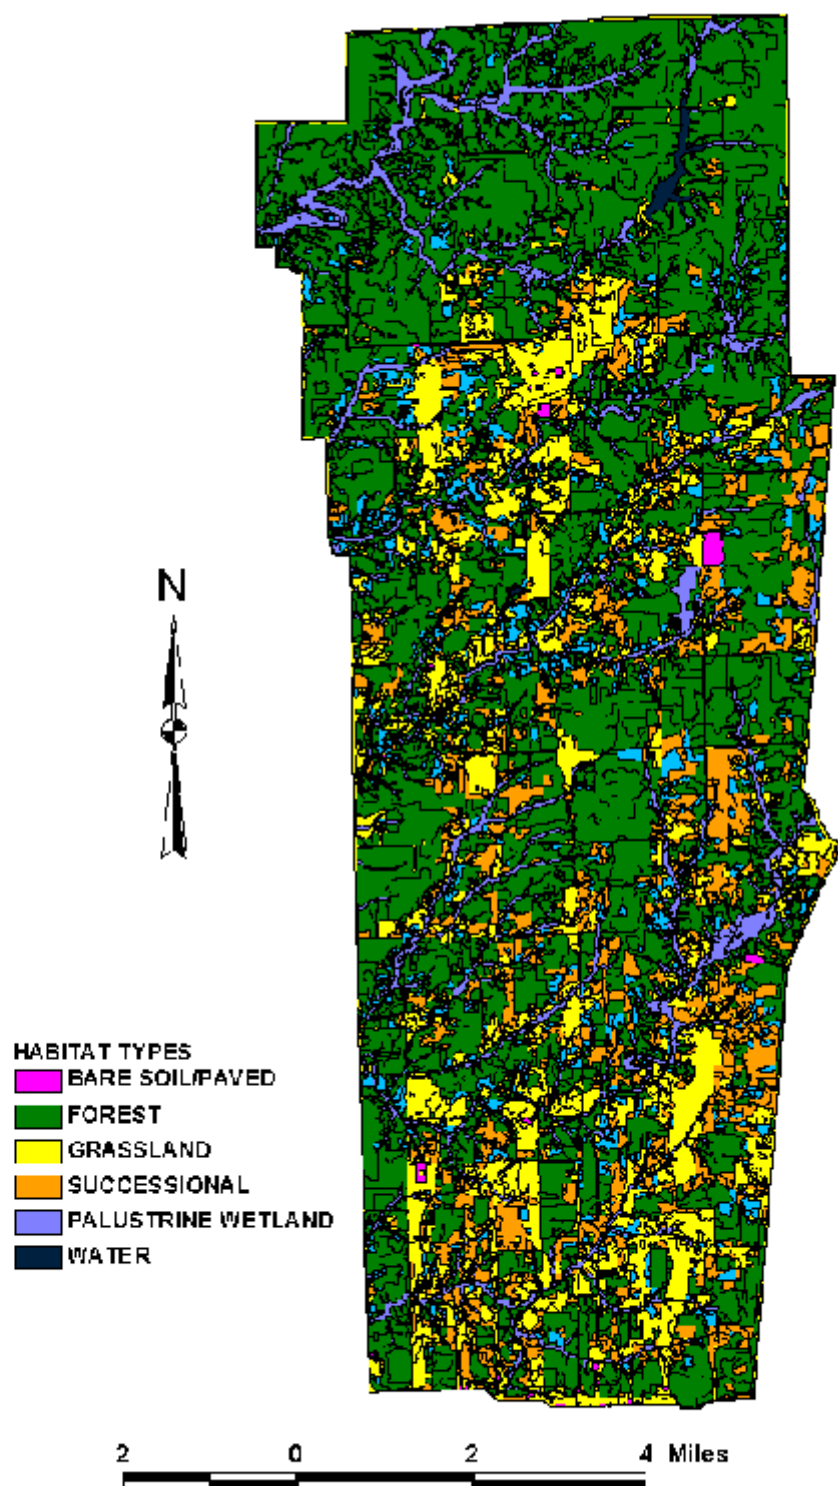 N
HABITAT TYPES
BARE SOIL/PAVED
FOREST
GRASSLAND
SUCCESSIONAL
PALUSTRINE WETLAND
WATER
2 0 2 4 Miles